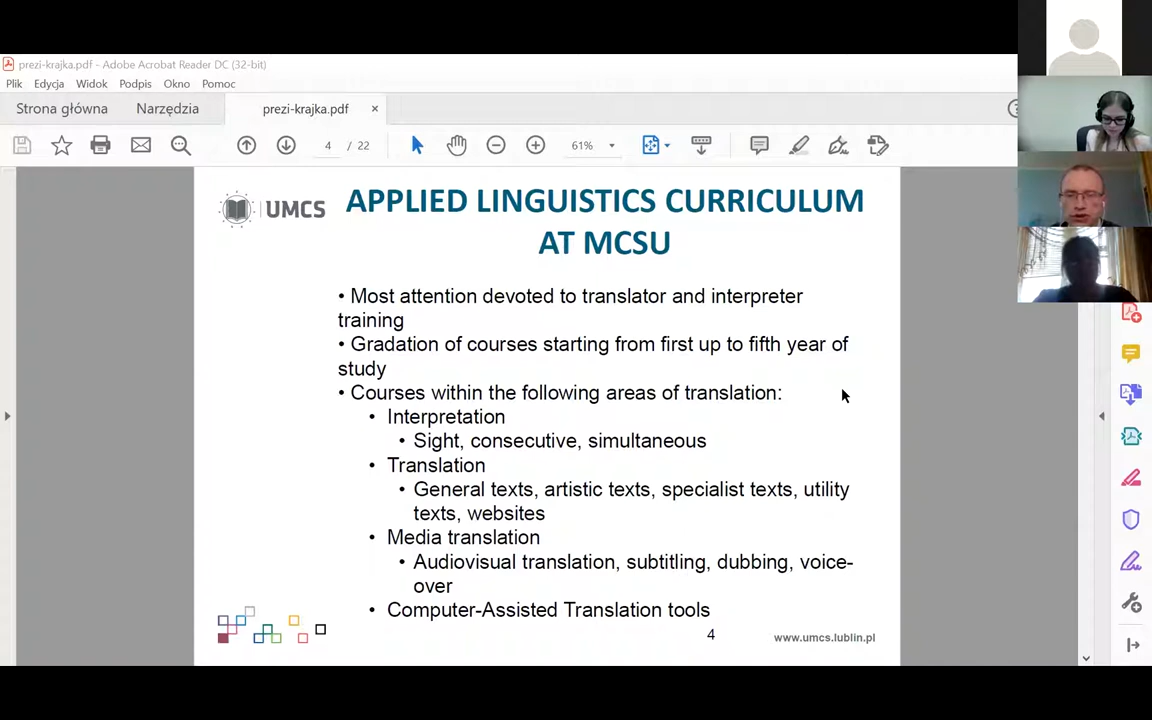 prezi-krajka.pdf - Adobe Acrobat Reader DC (32-bit)
Plik Edycja Widok Podpis Okno Pomoc
Strona główna Narzędzia prezi-krajka.pdf ×
4 / 22 61%
UMCS
APPLIED LINGUISTICS CURRICULUM
AT MCSU
• Most attention devoted to translator and interpreter
training
• Gradation of courses starting from first up to fifth year of
study
• Courses within the following areas of translation:
• Interpretation
• Sight, consecutive, simultaneous
• Translation
• General texts, artistic texts, specialist texts, utility
texts, websites
• Media translation
• Audiovisual translation, subtitling, dubbing, voice-
over
• Computer-Assisted Translation tools
4
www.umcs.lublin.pl